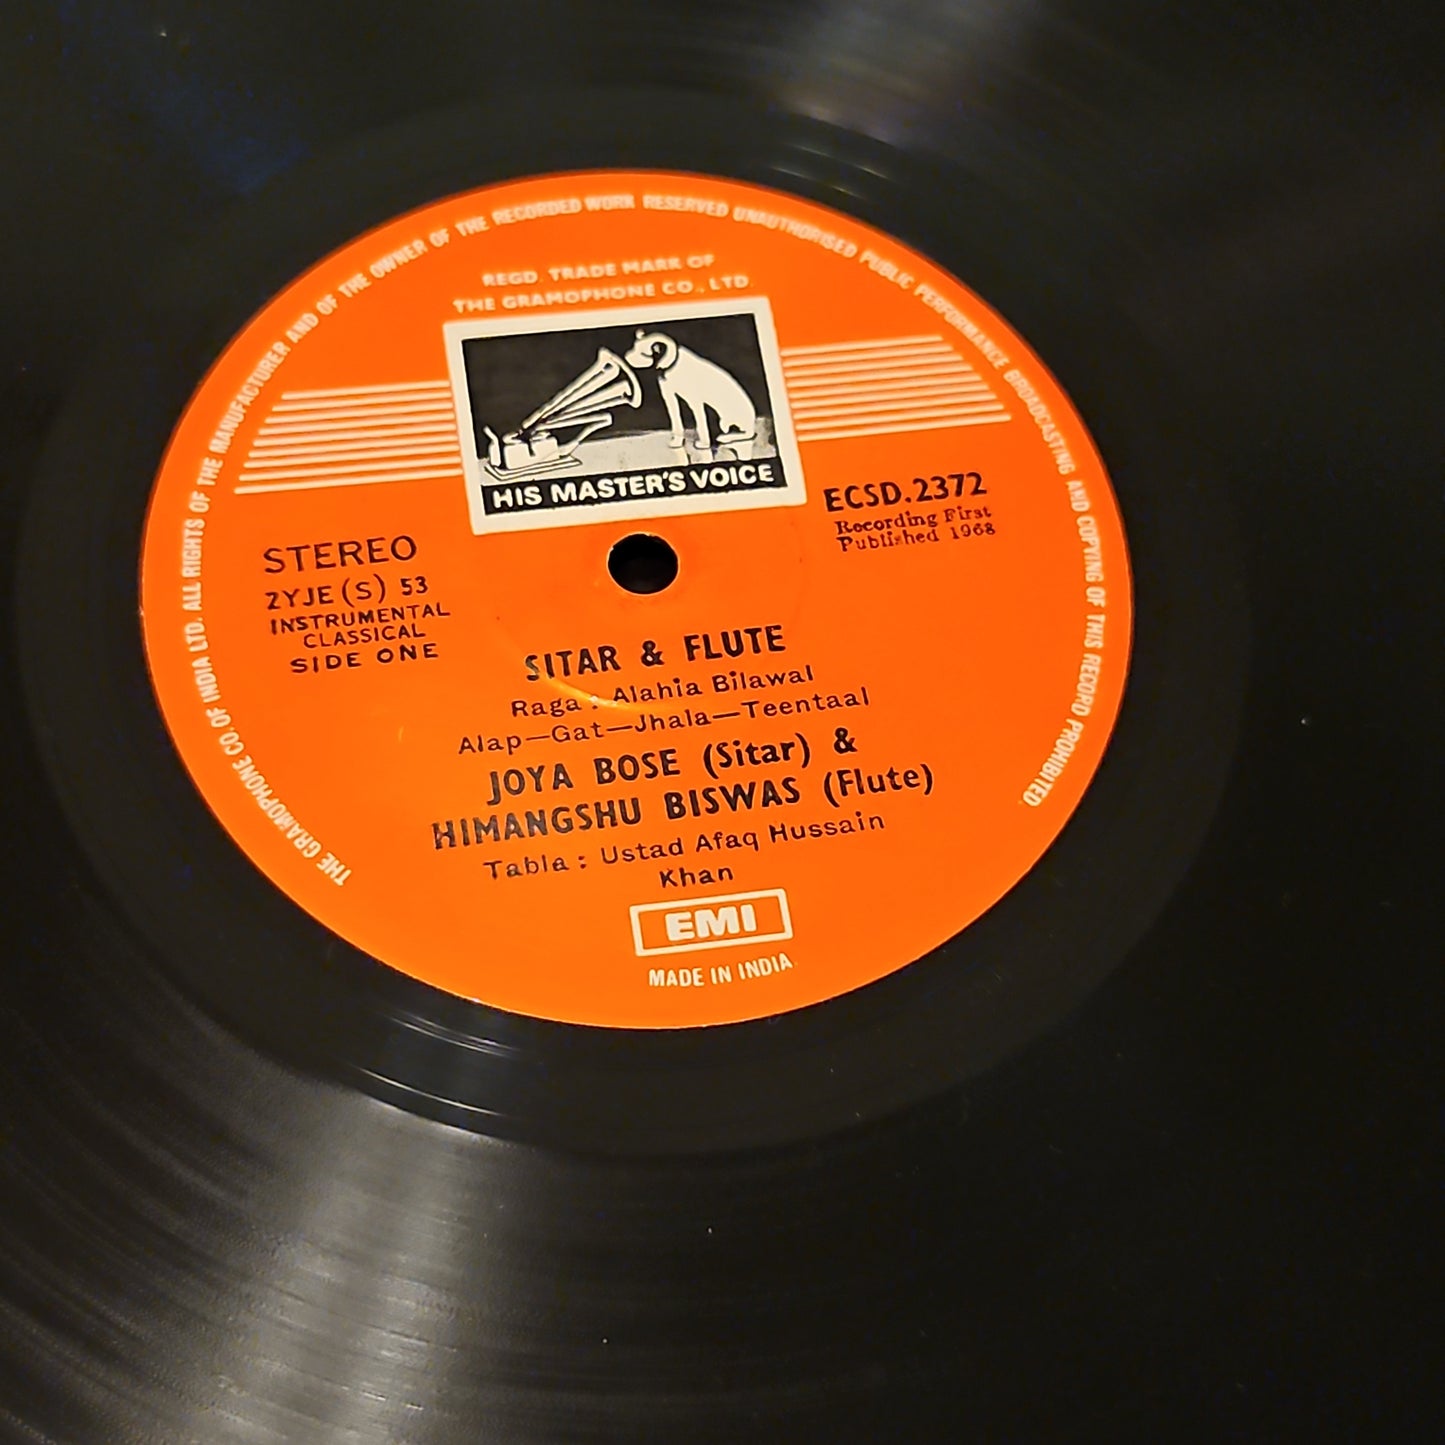 THE GRAMOPHONE CO. OF INDIA LTD. ALL RIGHTS OF THE MANUFACTURER AND OF THE OWNER OF THE RECORDED WORK RESERVED UNAUTHORISED PUBLIC PERFORMANCE BROADCASTING AND COPYING OF THIS RECORD PROHIBITED.
REGD. TRADE MARK OF
THE GRAMOPHONE CO., LTD.
HIS MASTER'S VOICE
ECSD.2372
Recording First
Published 1968
STEREO
2YJE (S) 53
INSTRUMENTAL
CLASSICAL
SIDE ONE
SITAR & FLUTE
Raga : Alahia Bilawal
Alap—Gat—Jhala—Teentaal
JOYA BOSE (Sitar) &
HIMANGSHU BISWAS (Flute)
Tabla : Ustad Afaq Hussain
Khan
EMI
MADE IN INDIA